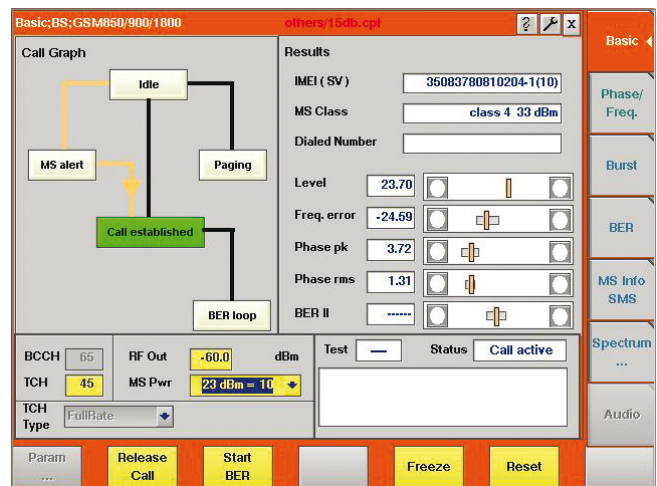 Basic;BS;GSM850/900/1800 others/15db.cpl ? x
Basic
Call Graph
Results
Idle
IMEI ( SV ) 35083780810204-1(10)
MS Class class 4 33 dBm
Dialed Number
Phase/
Freq.
MS alert
Paging
Burst
Level 23.70
Freq. error -24.59
Call established
BER
Phase pk 3.72
Phase rms 1.31
MS Info
SMS
BER loop
BER II ------
BCCH 65 RF Out -60.0 dBm
Test — Status Call active
Spectrum
...
TCH 45 MS Pwr 23 dBm = 10
TCH
Type FullRate
Audio
Param
...
Release
Call
Start
BER
Freeze
Reset